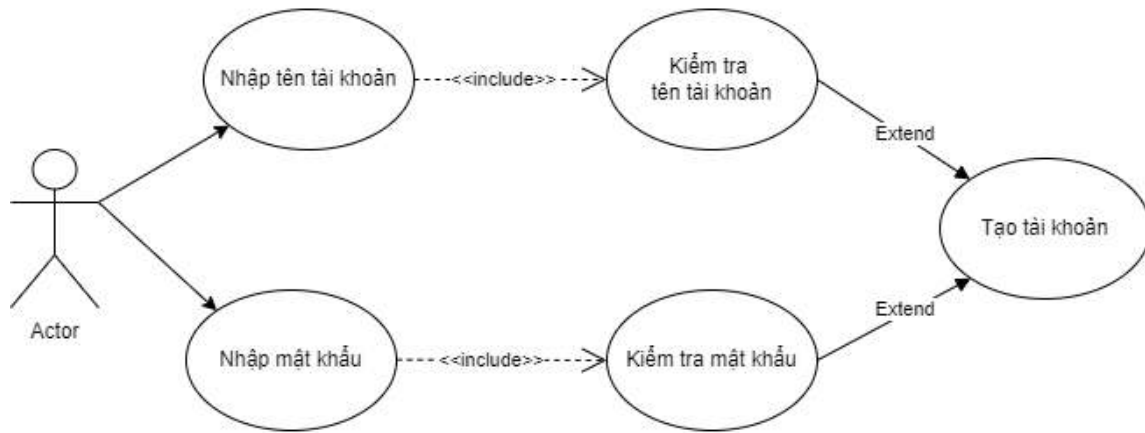 Nhập tên tài khoản
<<include>>
Kiểm tra
tên tài khoản
Extend
Tạo tài khoản
Actor
Nhập mật khẩu
<<include>>
Kiểm tra mật khẩu
Extend